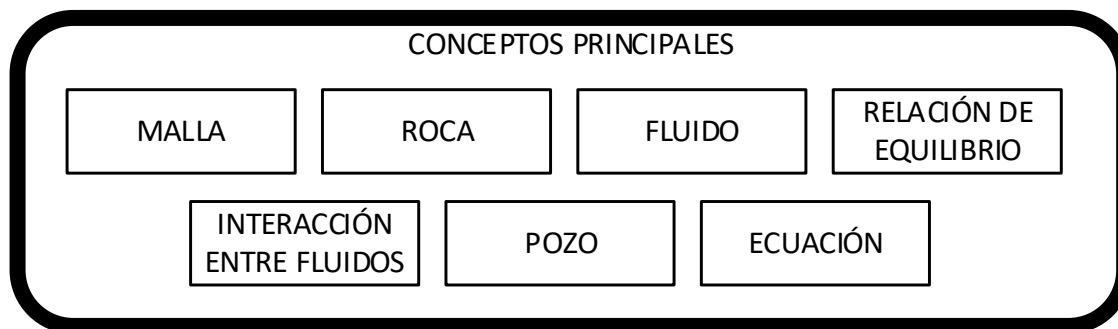 CONCEPTOS PRINCIPALES
MALLA
ROCA
FLUIDO
RELACIÓN DE
EQUILIBRIO
INTERACCIÓN
ENTRE FLUIDOS
POZO
ECUACIÓN